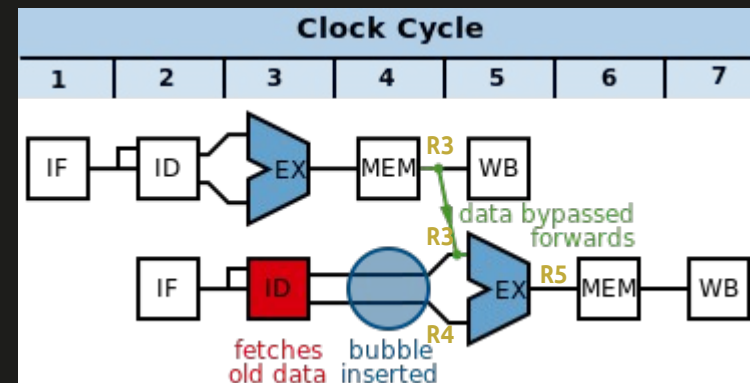 Clock Cycle
1 2 3 4 5 6 7
IF ID EX MEM R3 WB
data bypassed
forwards
R3
IF ID EX R5 MEM WB
R4
fetches bubble
old data inserted